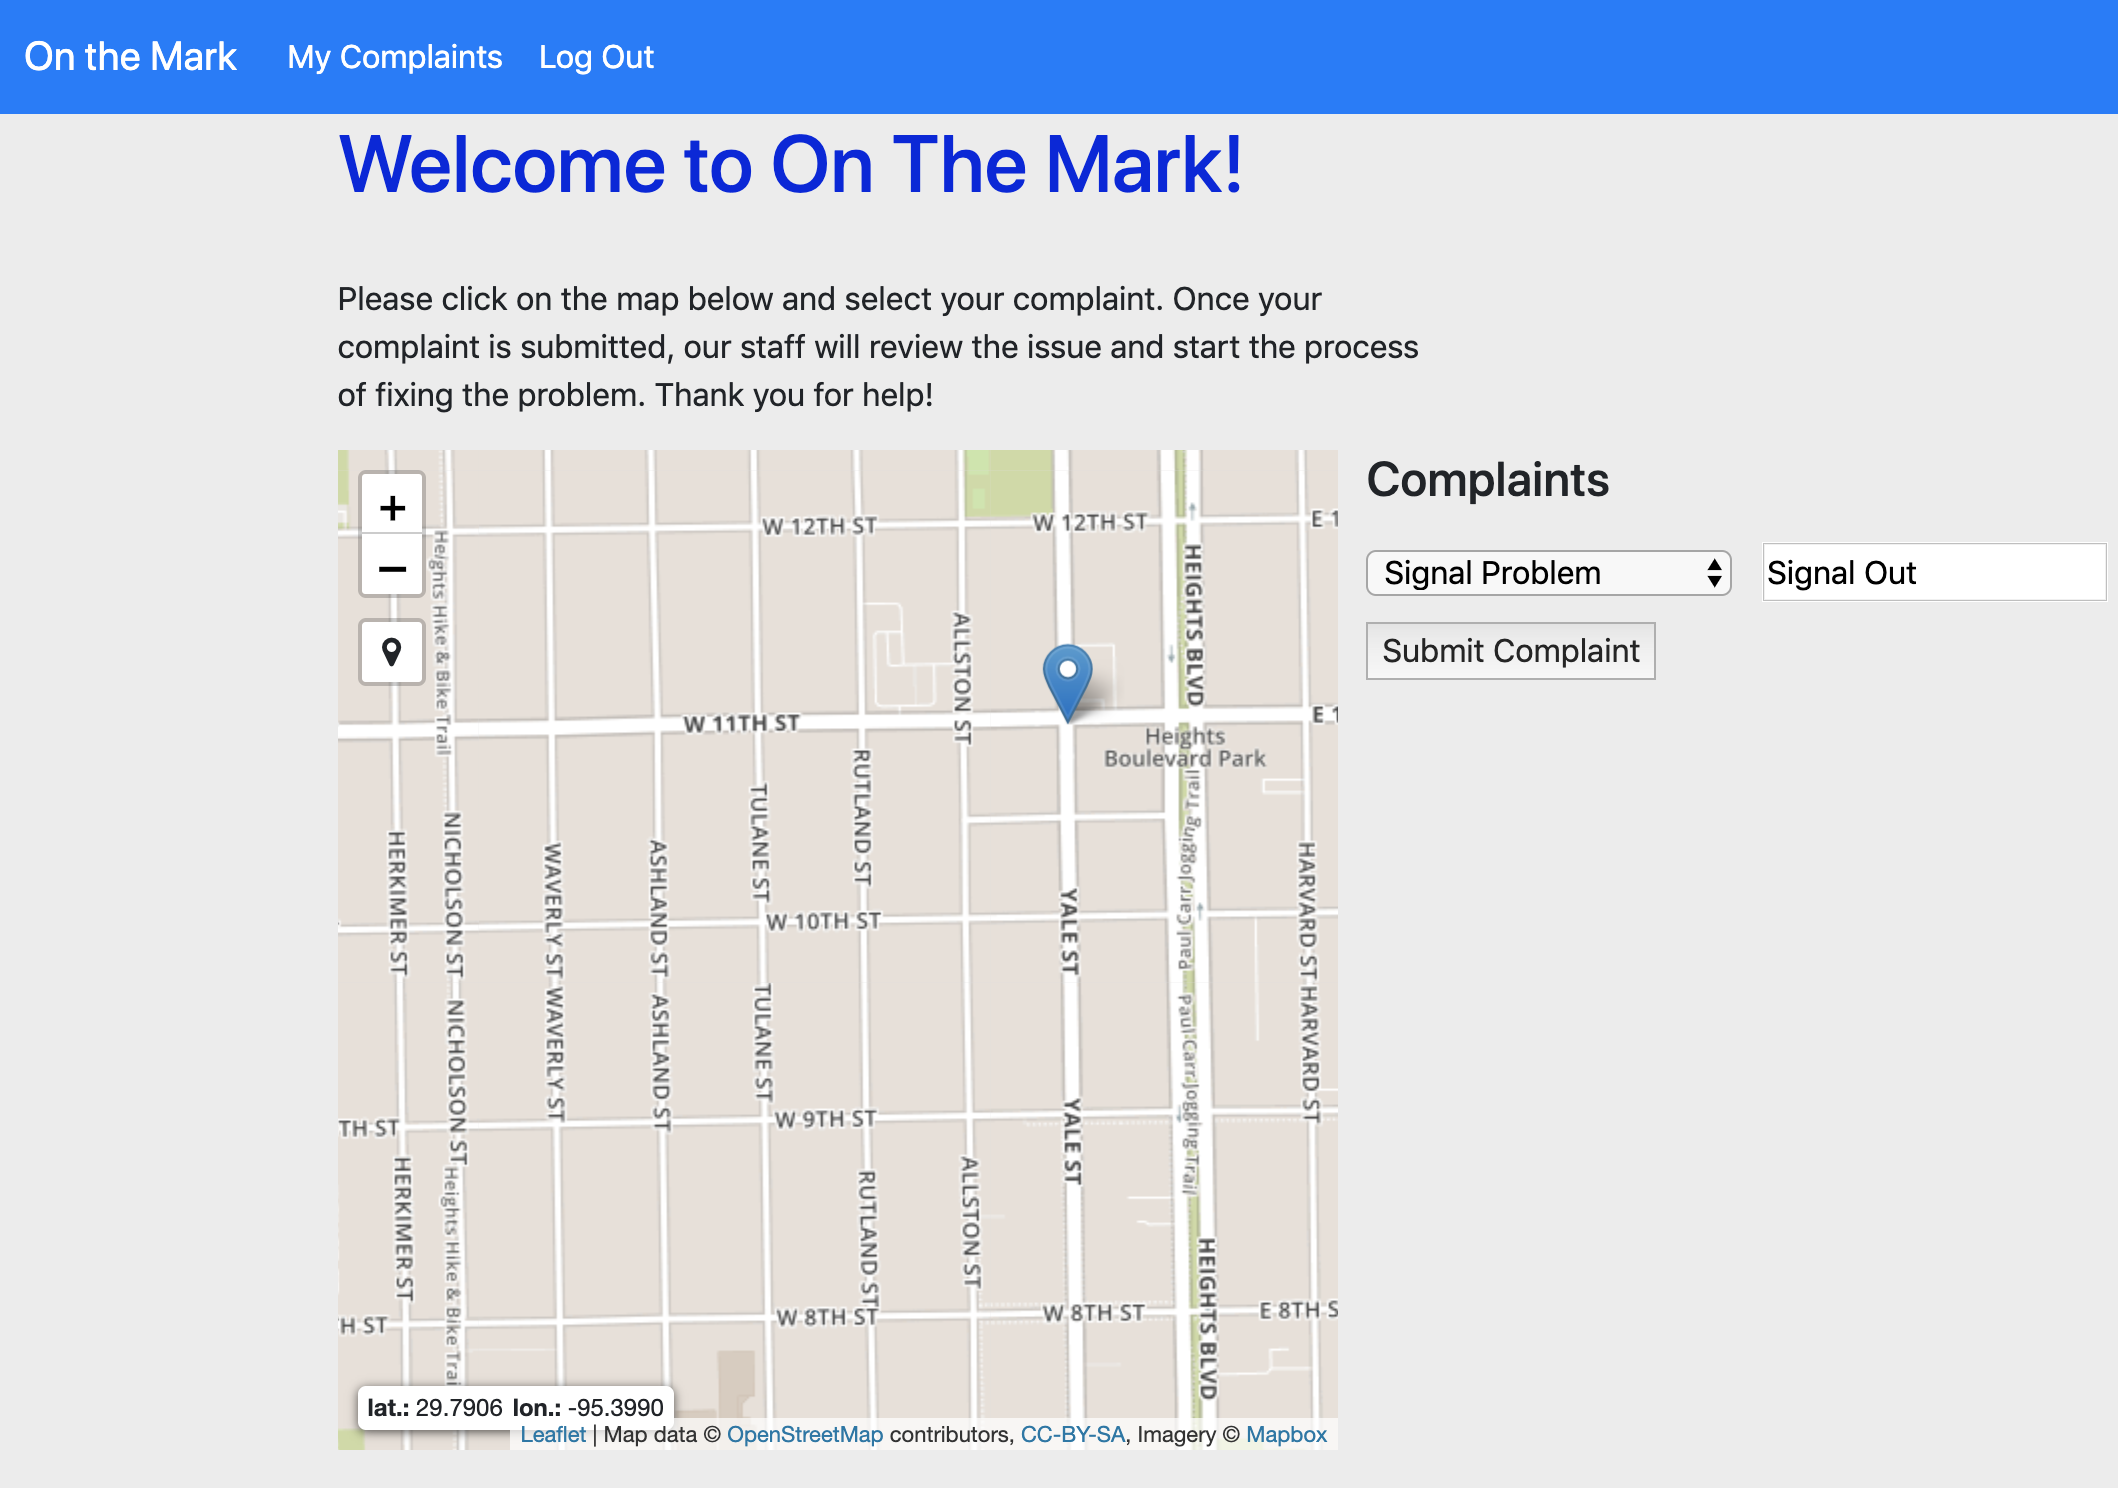 On the Mark My Complaints Log Out
Welcome to On The Mark!
Please click on the map below and select your complaint. Once your
complaint is submitted, our staff will review the issue and start the process
of fixing the problem. Thank you for help!
Complaints
Signal Problem
Signal Out
Submit Complaint
+
−
W 12TH ST
W 12TH ST
E 1
Heights Hike & Bike Trail
ALLSTON ST
HEIGHTS BLVD
W 11TH ST
E 1
Heights
Boulevard Park
HERKIMER ST
NICHOLSON ST
WAVERLY ST
ASHLAND ST
TULANE ST
RUTLAND ST
W 10TH ST
YALE ST
Paul Carr Jogging Trail
HARVARD ST
NICHOLSON ST
WAVERLY ST
ASHLAND ST
TULANE ST
Paul Carr Jogging Trail
HARVARD ST
TH ST
W 9TH ST
YALE ST
HERKIMER ST
Heights Hike & Bike Trai
RUTLAND ST
ALLSTON ST
HEIGHTS BLVD
H ST
W 8TH ST
W 8TH ST
E 8TH S
lat.: 29.7906 lon.: -95.3990
Leaflet | Map data © OpenStreetMap contributors, CC-BY-SA, Imagery © Mapbox